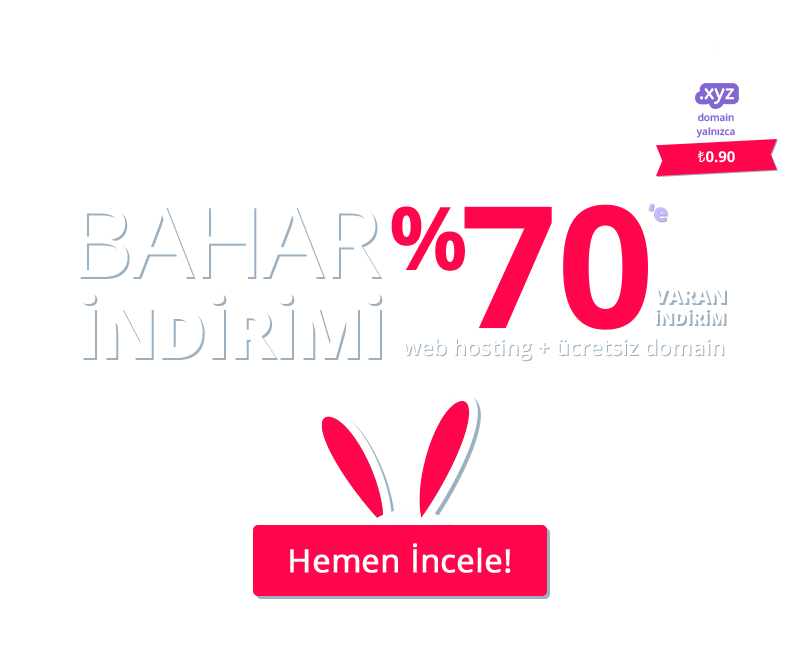 .xyz
domain
yalnızca
₺0.90
BAHAR
İNDİRİMİ
%70'e
VARAN
İNDİRİM
web hosting + ücretsiz domain
Hemen İncele!